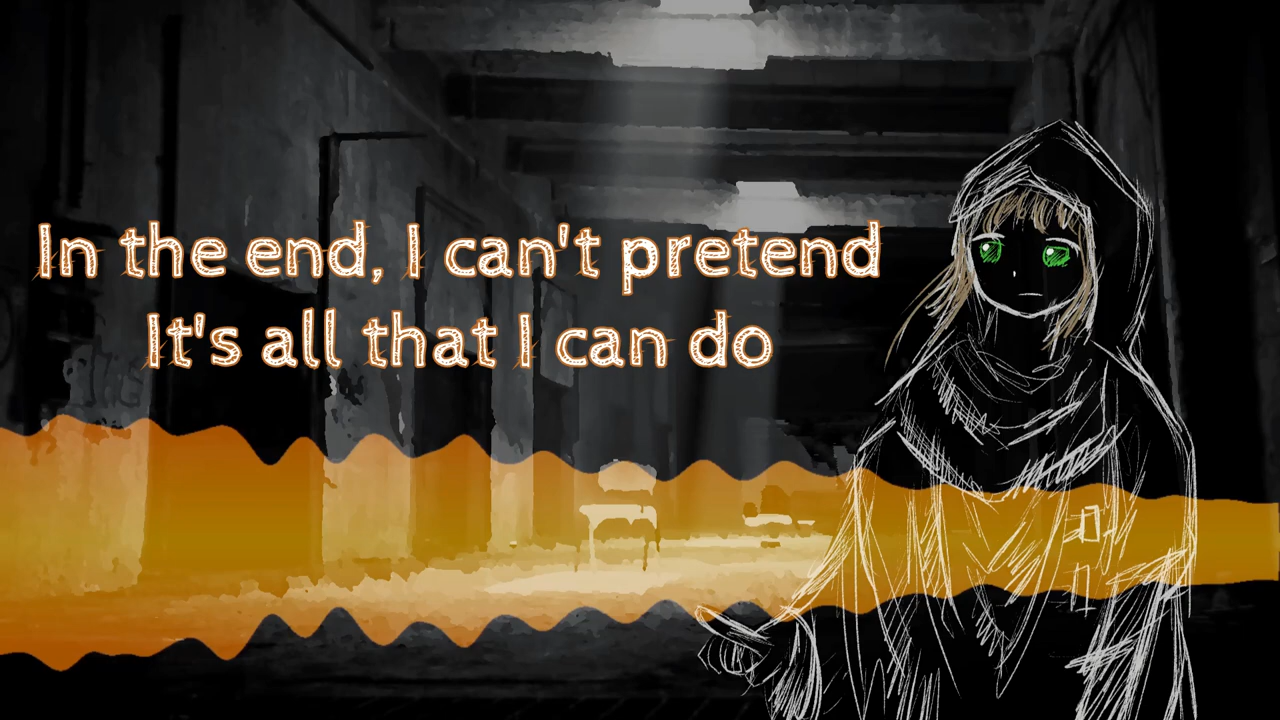 In the end, I can't pretend
It's all that I can do